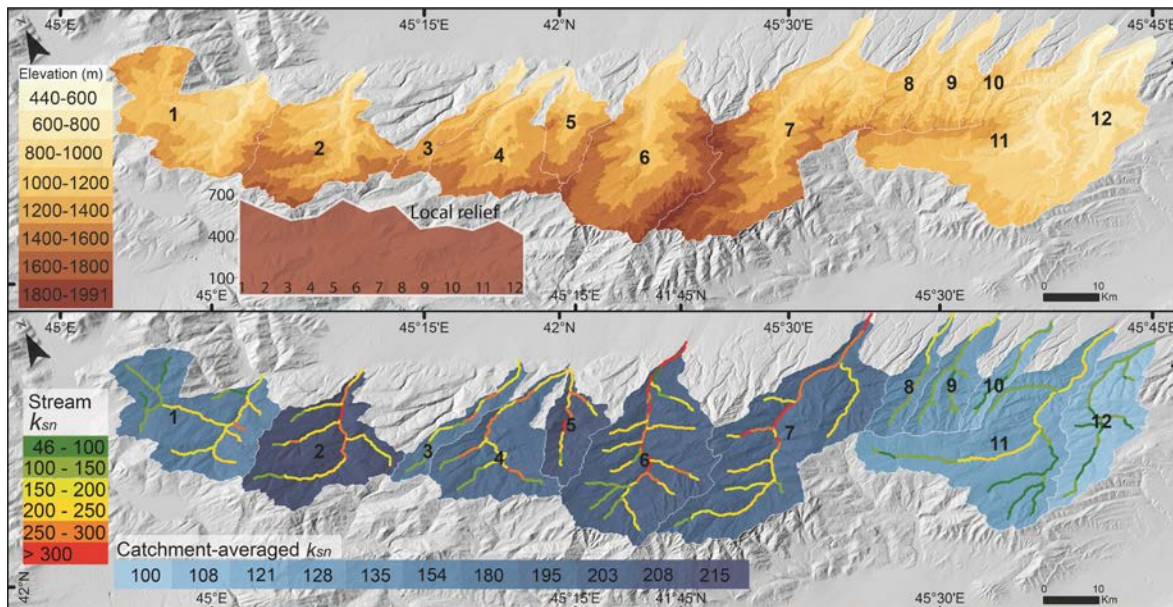 45°E 45°15'E 42°N 45°30'E 45°45'E
N
Elevation (m)
440-600
600-800
800-1000
1000-1200
1200-1400
1400-1600
1600-1800
1800-1991
1 2 3 4 5 6 7 8 9 10 11 12
700
400
100
Local relief
1 2 3 4 5 6 7 8 9 10 11 12
45°E 45°15'E 41°45'N 45°30'E
0 10
Km
45°E 45°15'E 42°N 45°30'E 45°45'E
Stream
ksn
46 - 100
100 - 150
150 - 200
200 - 250
250 - 300
> 300
1 2 3 4 5 6 7 8 9 10 11 12
Catchment-averaged ksn
100 108 121 128 135 154 180 195 203 208 215
42°N 45°E 45°15'E 41°45'N 45°30'E
0 10
Km